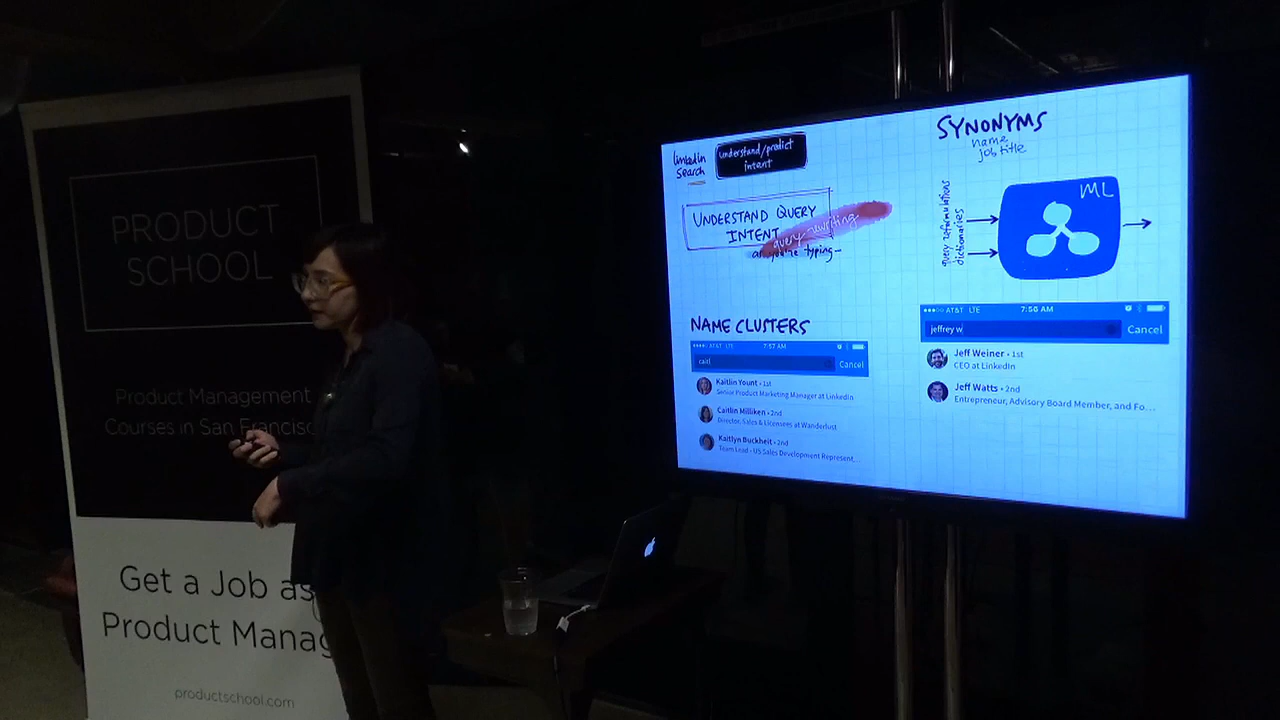 PRODUCT
SCHOOL
Product Management
Courses in San Francisco
Get a Job as
Product Manag
productschool.com
linkedin
search
understand/predict
intent
UNDERSTAND QUERY
INTENT
query rewriting
as you're typing-
NAME CLUSTERS
AT&T LTE
7:57 AM
caitl
Cancel
Kaitlin Yount • 1st
Senior Product Marketing Manager at LinkedIn
Caitlin Milliken • 2nd
Director, Sales & Licensees at Wanderlust
Kaitlyn Buckheit • 2nd
Team Lead - US Sales Development Represent...
SYNONYMS
name
job title
query reformulations
dictionaries
ML
AT&T LTE
7:56 AM
jeffrey w
Cancel
Jeff Weiner • 1st
CEO at LinkedIn
Jeff Watts • 2nd
Entrepreneur, Advisory Board Member, and Fo...